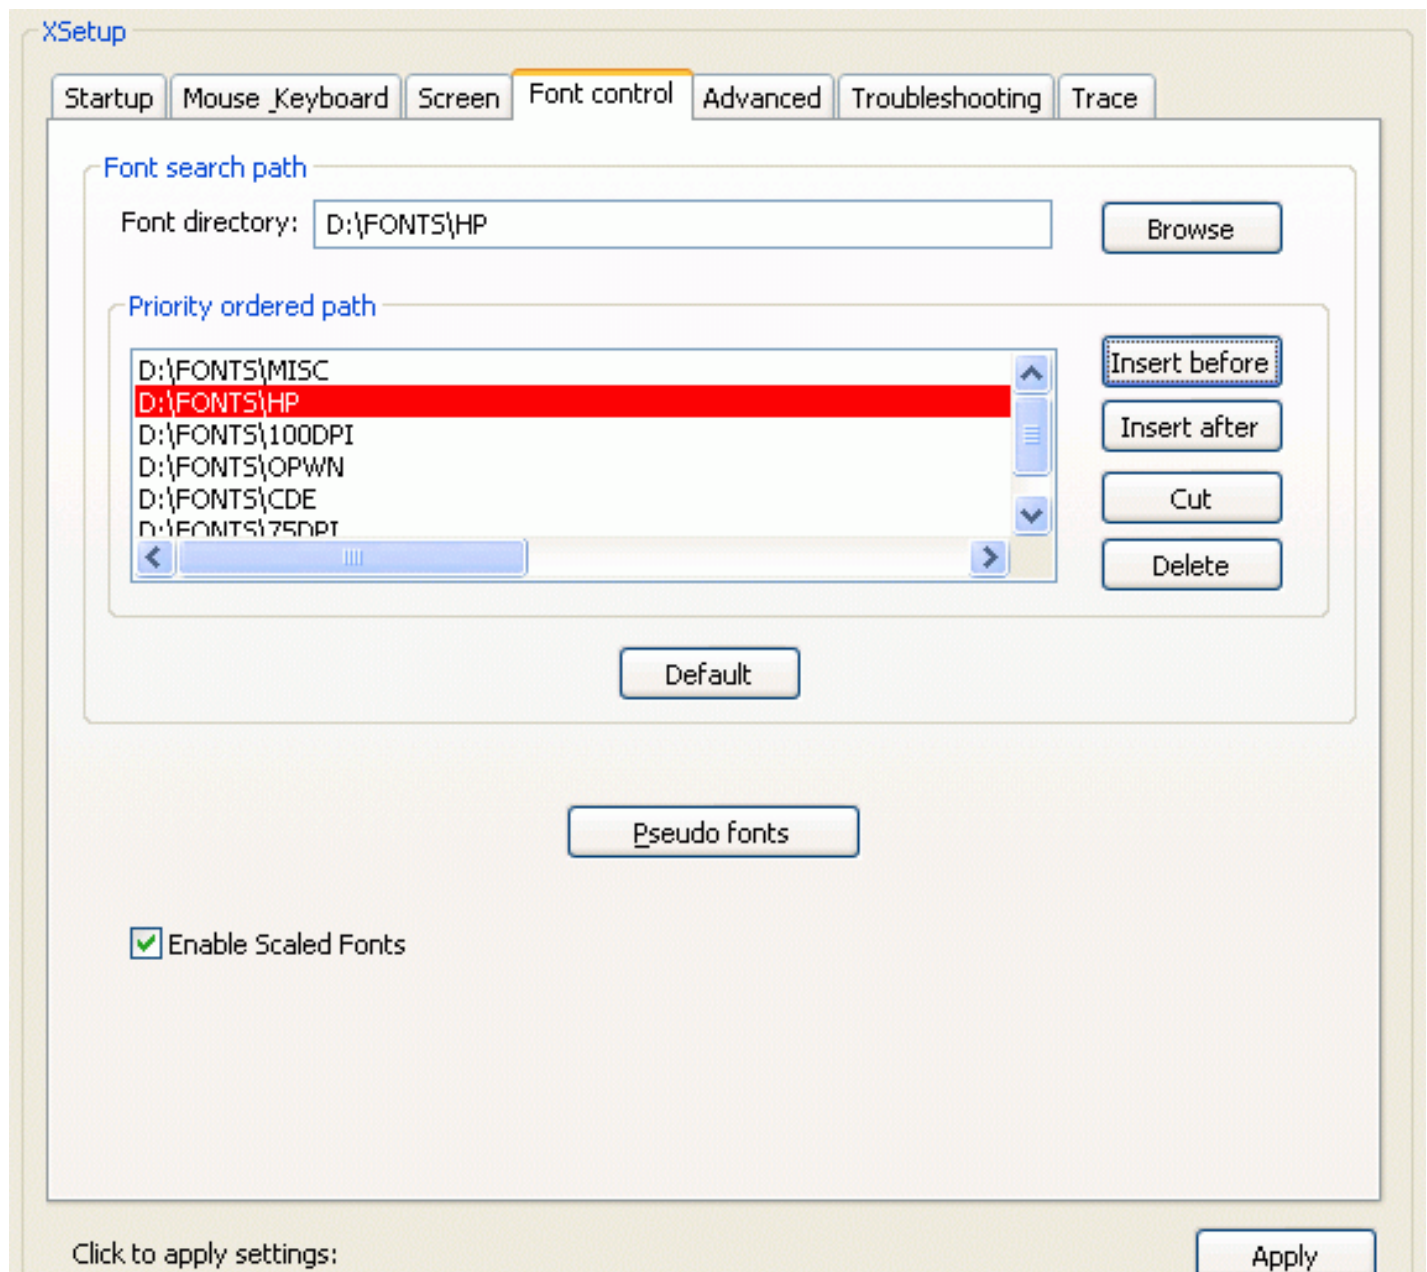 XSetup
Startup Mouse_Keyboard Screen Font control Advanced Troubleshooting Trace
Font search path
Font directory: D:\FONTS\HP Browse
Priority ordered path
D:\FONTS\MISC
D:\FONTS\HP
D:\FONTS\100DPI
D:\FONTS\OPWN
D:\FONTS\CDE
D:\FONTS\75DPI
Insert before
Insert after
Cut
Delete
Default
Pseudo fonts
Enable Scaled Fonts
Click to apply settings: Apply